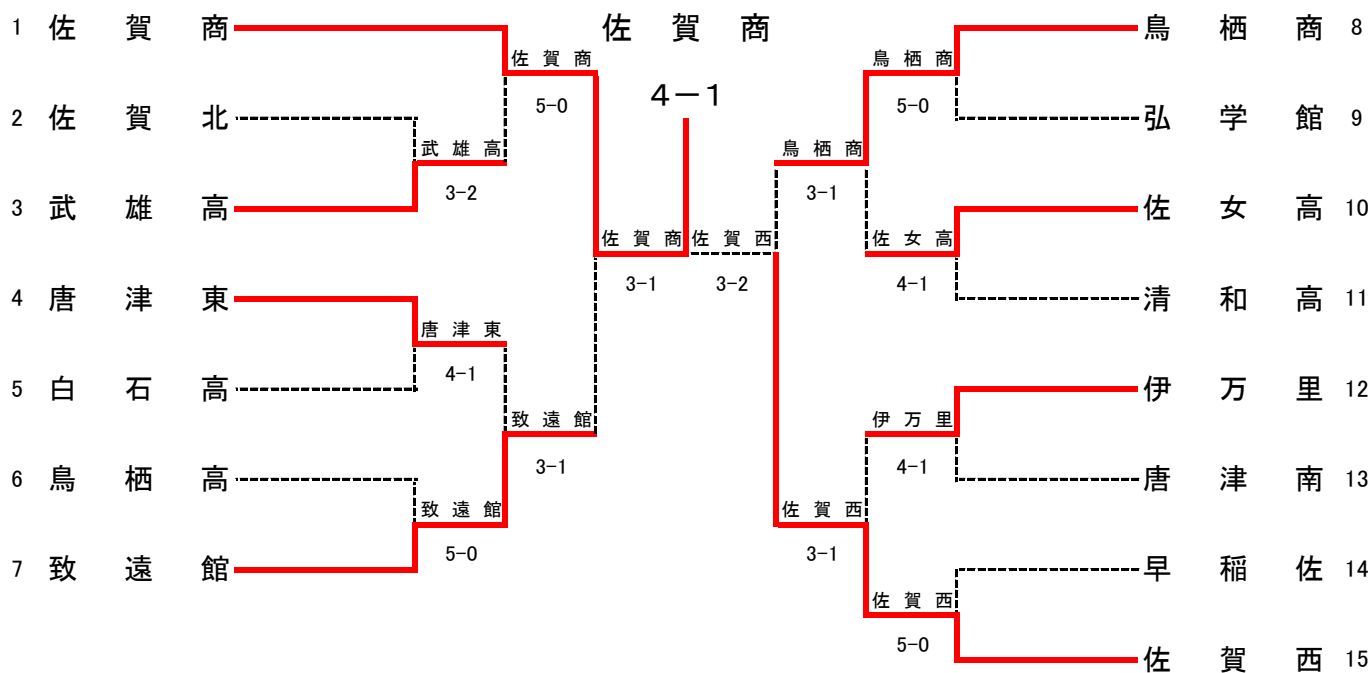 佐賀商
4－1
1 佐賀商
2 佐賀北
3 武雄高
4 唐津東
5 白石高
6 鳥栖高
7 致遠館
佐賀商
5-0
武雄高
3-2
唐津東
4-1
致遠館
3-1
致遠館
5-0
佐賀商
3-1
佐賀西
3-2
鳥栖商
3-1
佐賀西
3-1
鳥栖商
5-0
佐女高
4-1
伊万里
4-1
佐賀西
5-0
鳥栖商 8
弘学館 9
佐女高 10
清和高 11
伊万里 12
唐津南 13
早稲佐 14
佐賀西 15